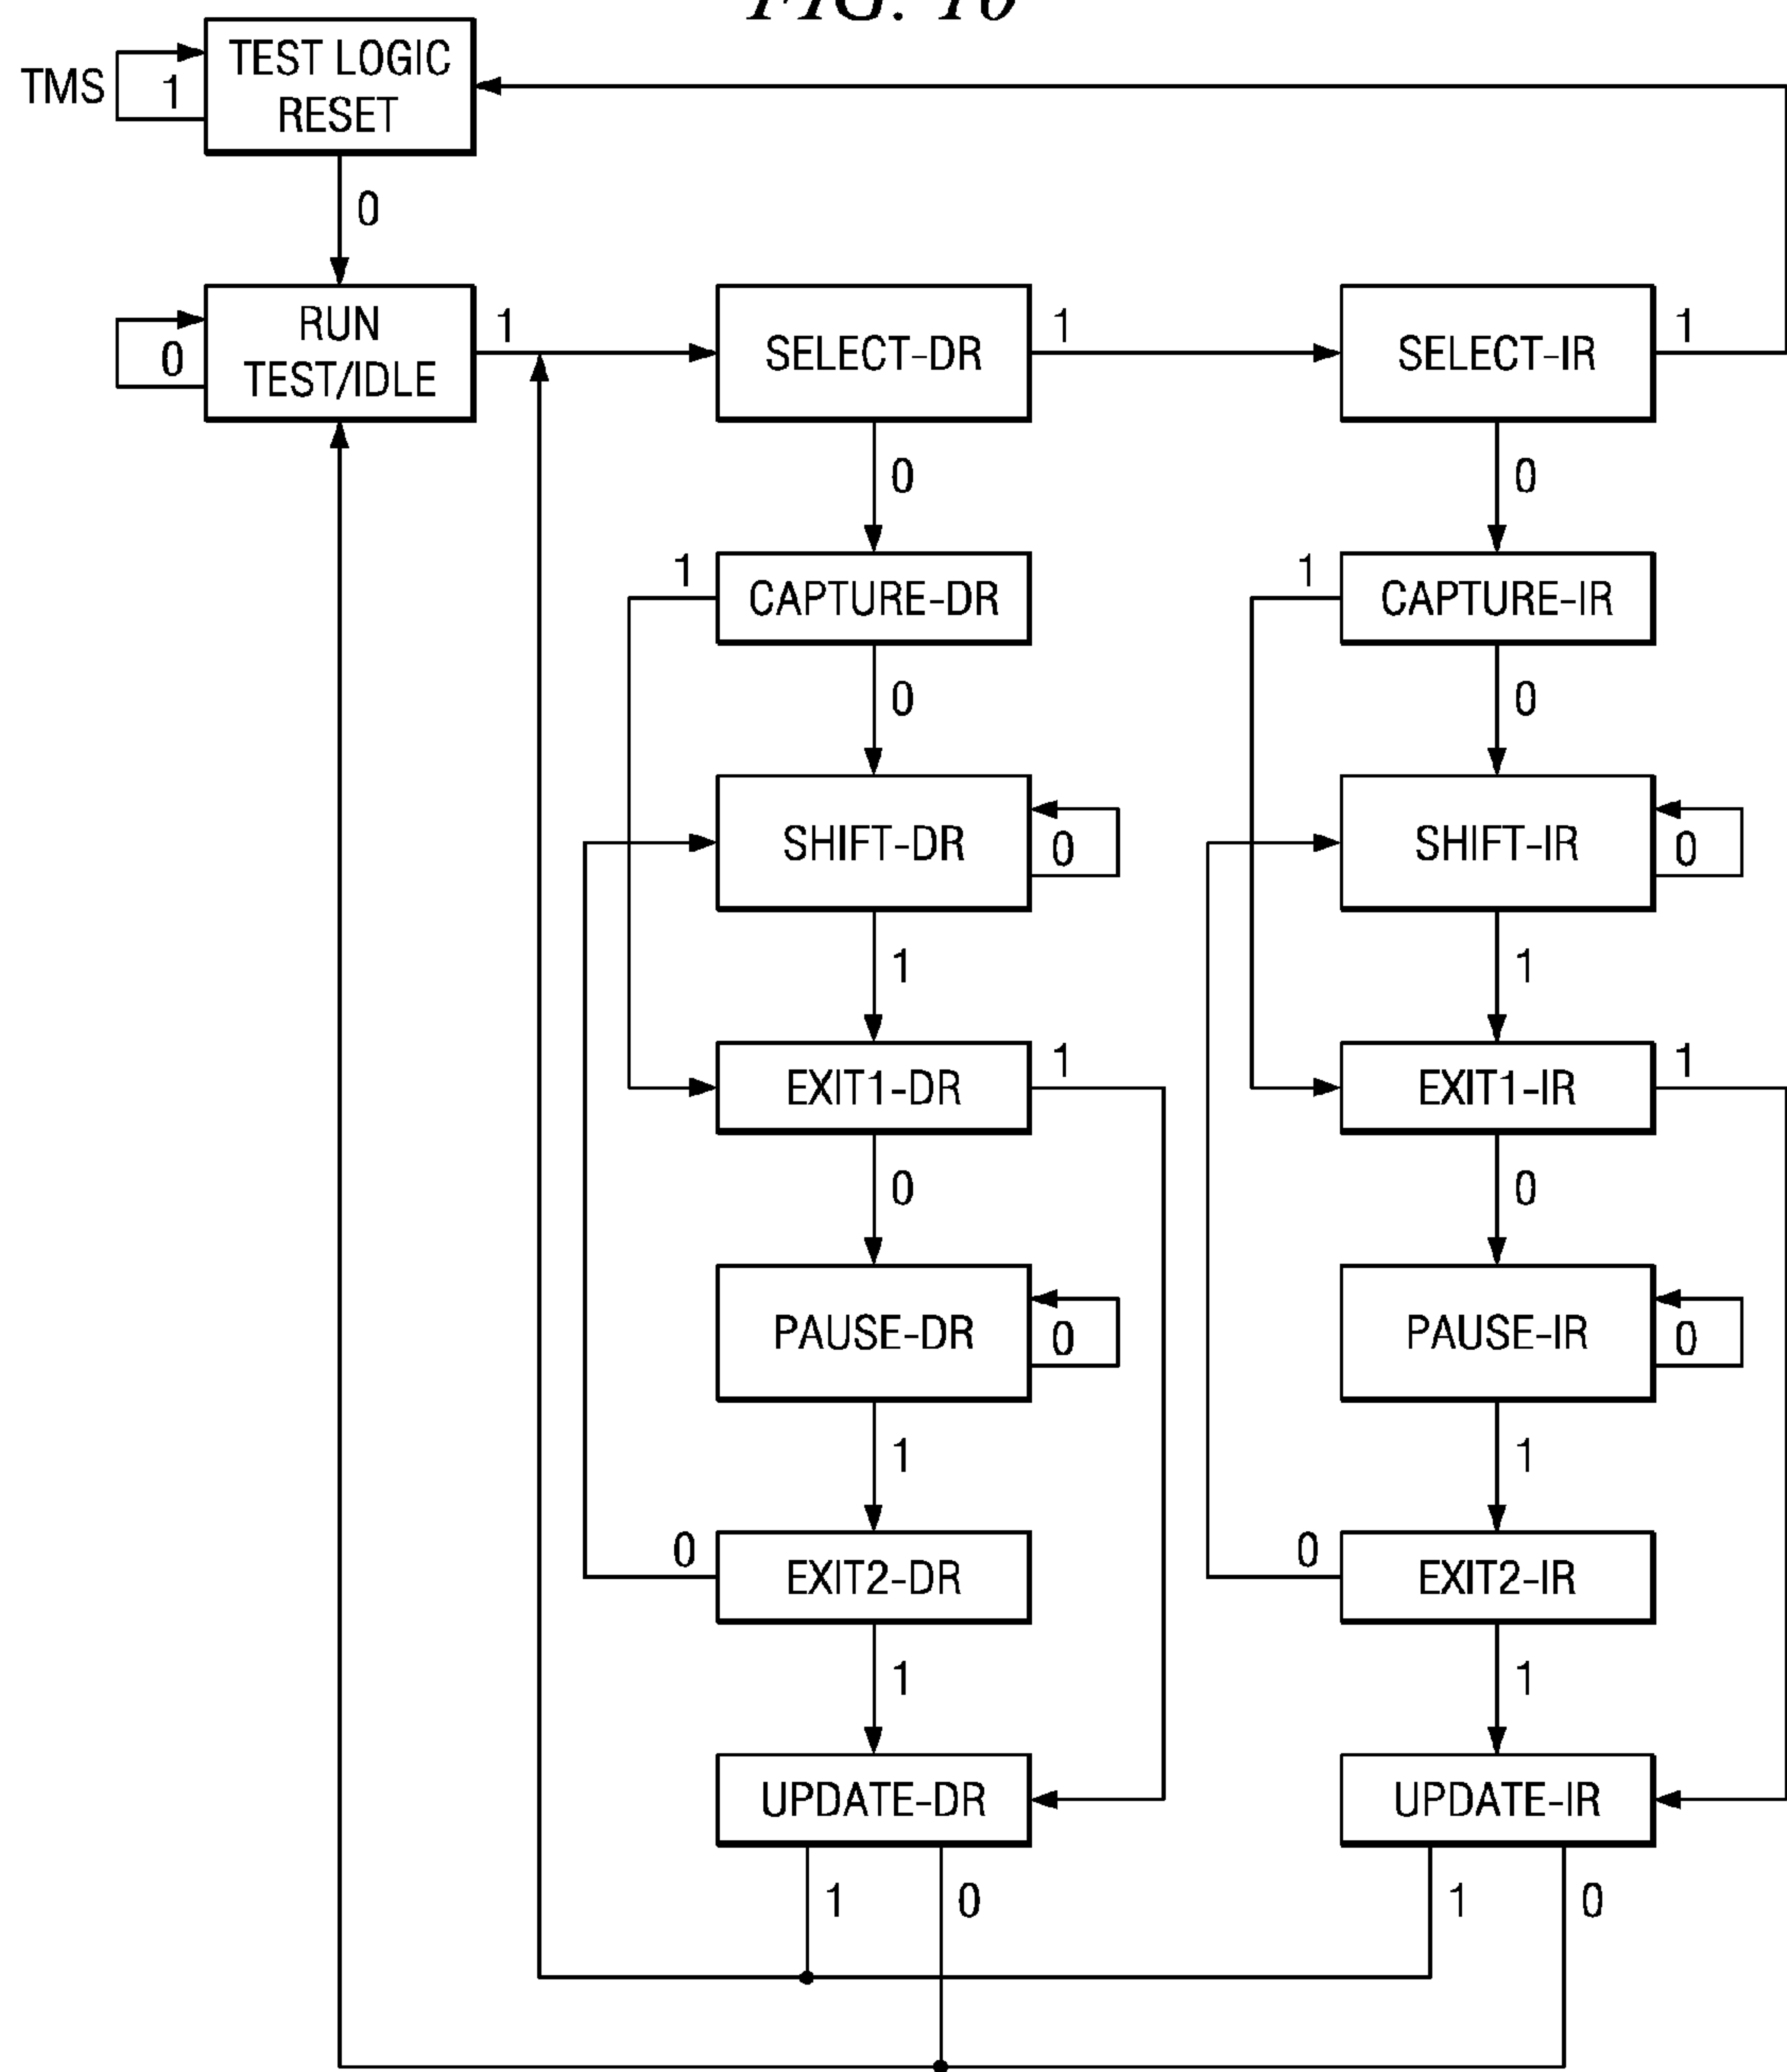 FIG. 10
TEST LOGIC
RESET
TMS
1
0
RUN
TEST/IDLE
0
1
SELECT-DR
1
SELECT-IR
1
0
0
1
CAPTURE-DR
1
CAPTURE-IR
0
0
SHIFT-DR
0
SHIFT-IR
0
1
1
EXIT1-DR
1
EXIT1-IR
1
0
0
PAUSE-DR
0
PAUSE-IR
0
1
1
0
EXIT2-DR
0
EXIT2-IR
1
1
UPDATE-DR
UPDATE-IR
1
0
1
0